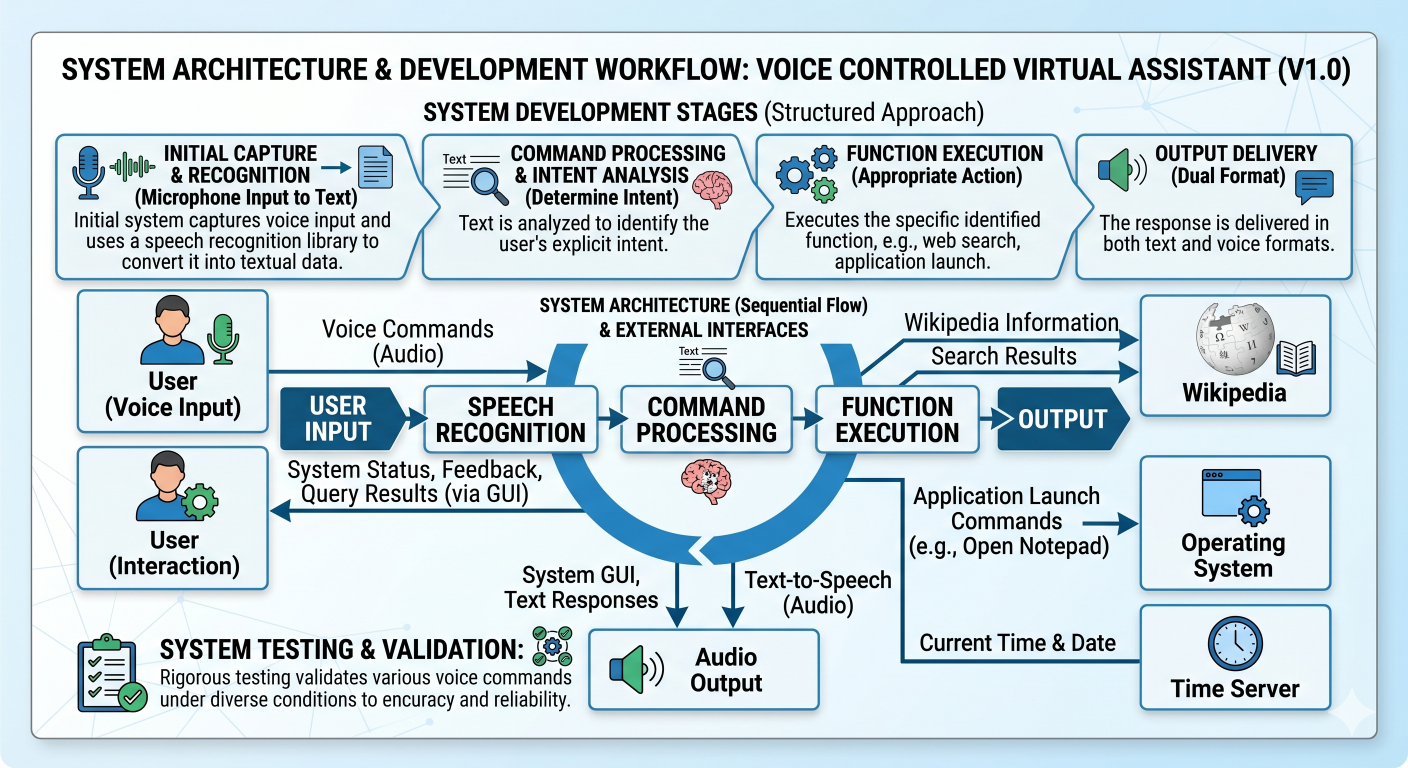 SYSTEM ARCHITECTURE & DEVELOPMENT WORKFLOW: VOICE CONTROLLED VIRTUAL ASSISTANT (V1.0)
SYSTEM DEVELOPMENT STAGES (Structured Approach)
INITIAL CAPTURE
& RECOGNITION
(Microphone Input to Text)
Initial system captures voice input and
uses a speech recognition library to
convert it into textual data.
Text
COMMAND PROCESSING
& INTENT ANALYSIS
(Determine Intent)
Text is analyzed to identify the
user's explicit intent.
FUNCTION EXECUTION
(Appropriate Action)
Executes the specific identified
function, e.g., web search,
application launch.
OUTPUT DELIVERY
(Dual Format)
The response is delivered in
both text and voice formats.
User
(Voice Input)
Voice Commands
(Audio)
SYSTEM ARCHITECTURE (Sequential Flow)
& EXTERNAL INTERFACES
Text
Wikipedia Information
Search Results
Wikipedia
USER
INPUT
SPEECH
RECOGNITION
COMMAND
PROCESSING
FUNCTION
EXECUTION
OUTPUT
User
(Interaction)
System Status, Feedback,
Query Results (via GUI)
Application Launch
Commands
(e.g., Open Notepad)
Operating
System
System GUI,
Text Responses
Text-to-Speech
(Audio)
Audio
Output
Current Time & Date
Time Server
SYSTEM TESTING & VALIDATION:
Rigorous testing validates various voice commands
under diverse conditions to encuracy and reliability.